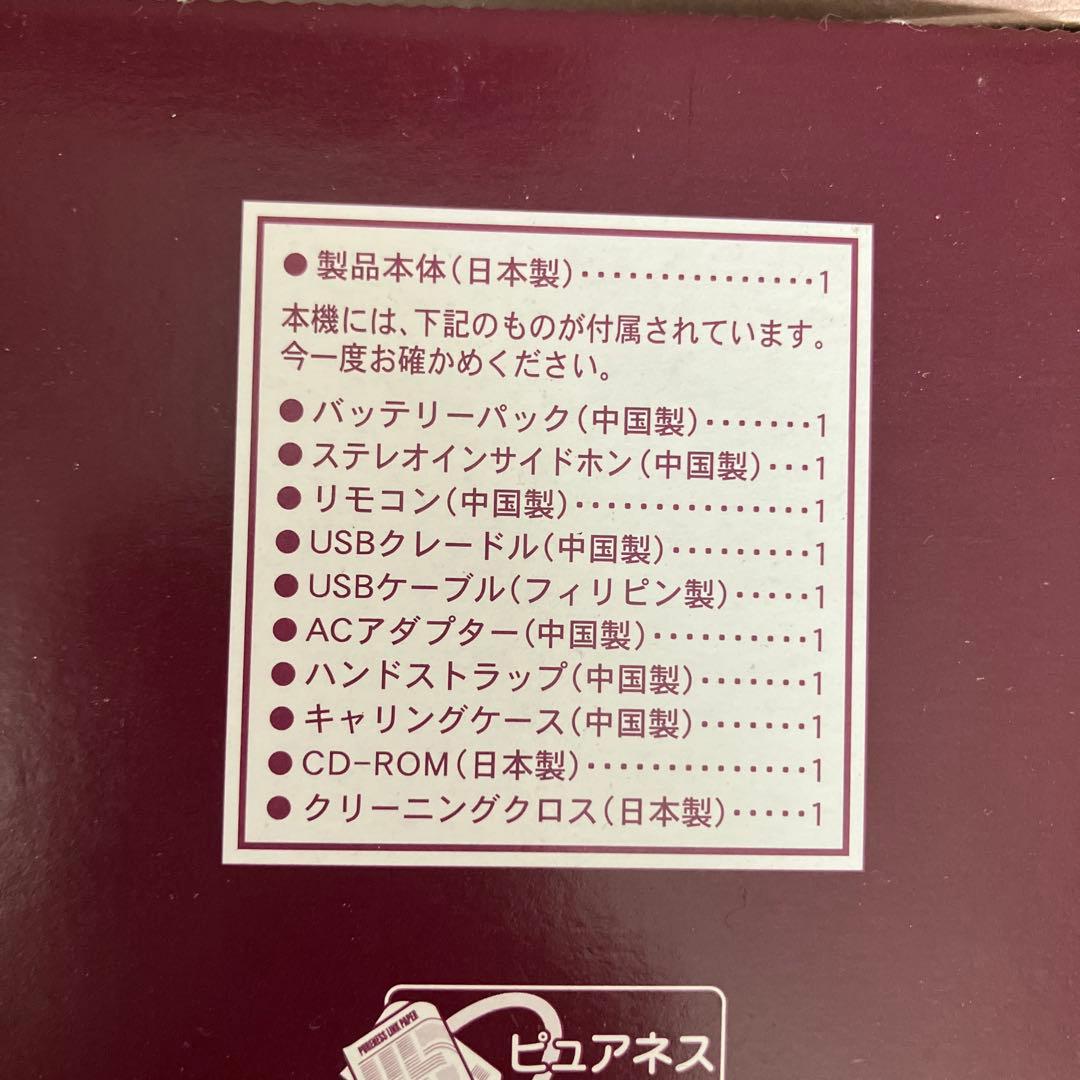 ●製品本体(日本製)・・・・・・・・・・・・・・・1
本機には、下記のものが付属されています。
今一度お確かめください。
●バッテリーパック(中国製)・・・・・・・1
●ステレオインサイドホン(中国製)・・・1
●リモコン(中国製)・・・・・・・・・・・・・・・1
●USBクレードル(中国製)・・・・・・・・・1
●USBケーブル(フィリピン製)・・・・・1
●ACアダプター(中国製)・・・・・・・・・・1
●ハンドストラップ(中国製)・・・・・・・1
●キャリングケース(中国製)・・・・・・・1
●CD-ROM(日本製)・・・・・・・・・・・・・・1
●クリーニングクロス(日本製)・・・・・1
PURENESS LINK PAPER
ピュアネス